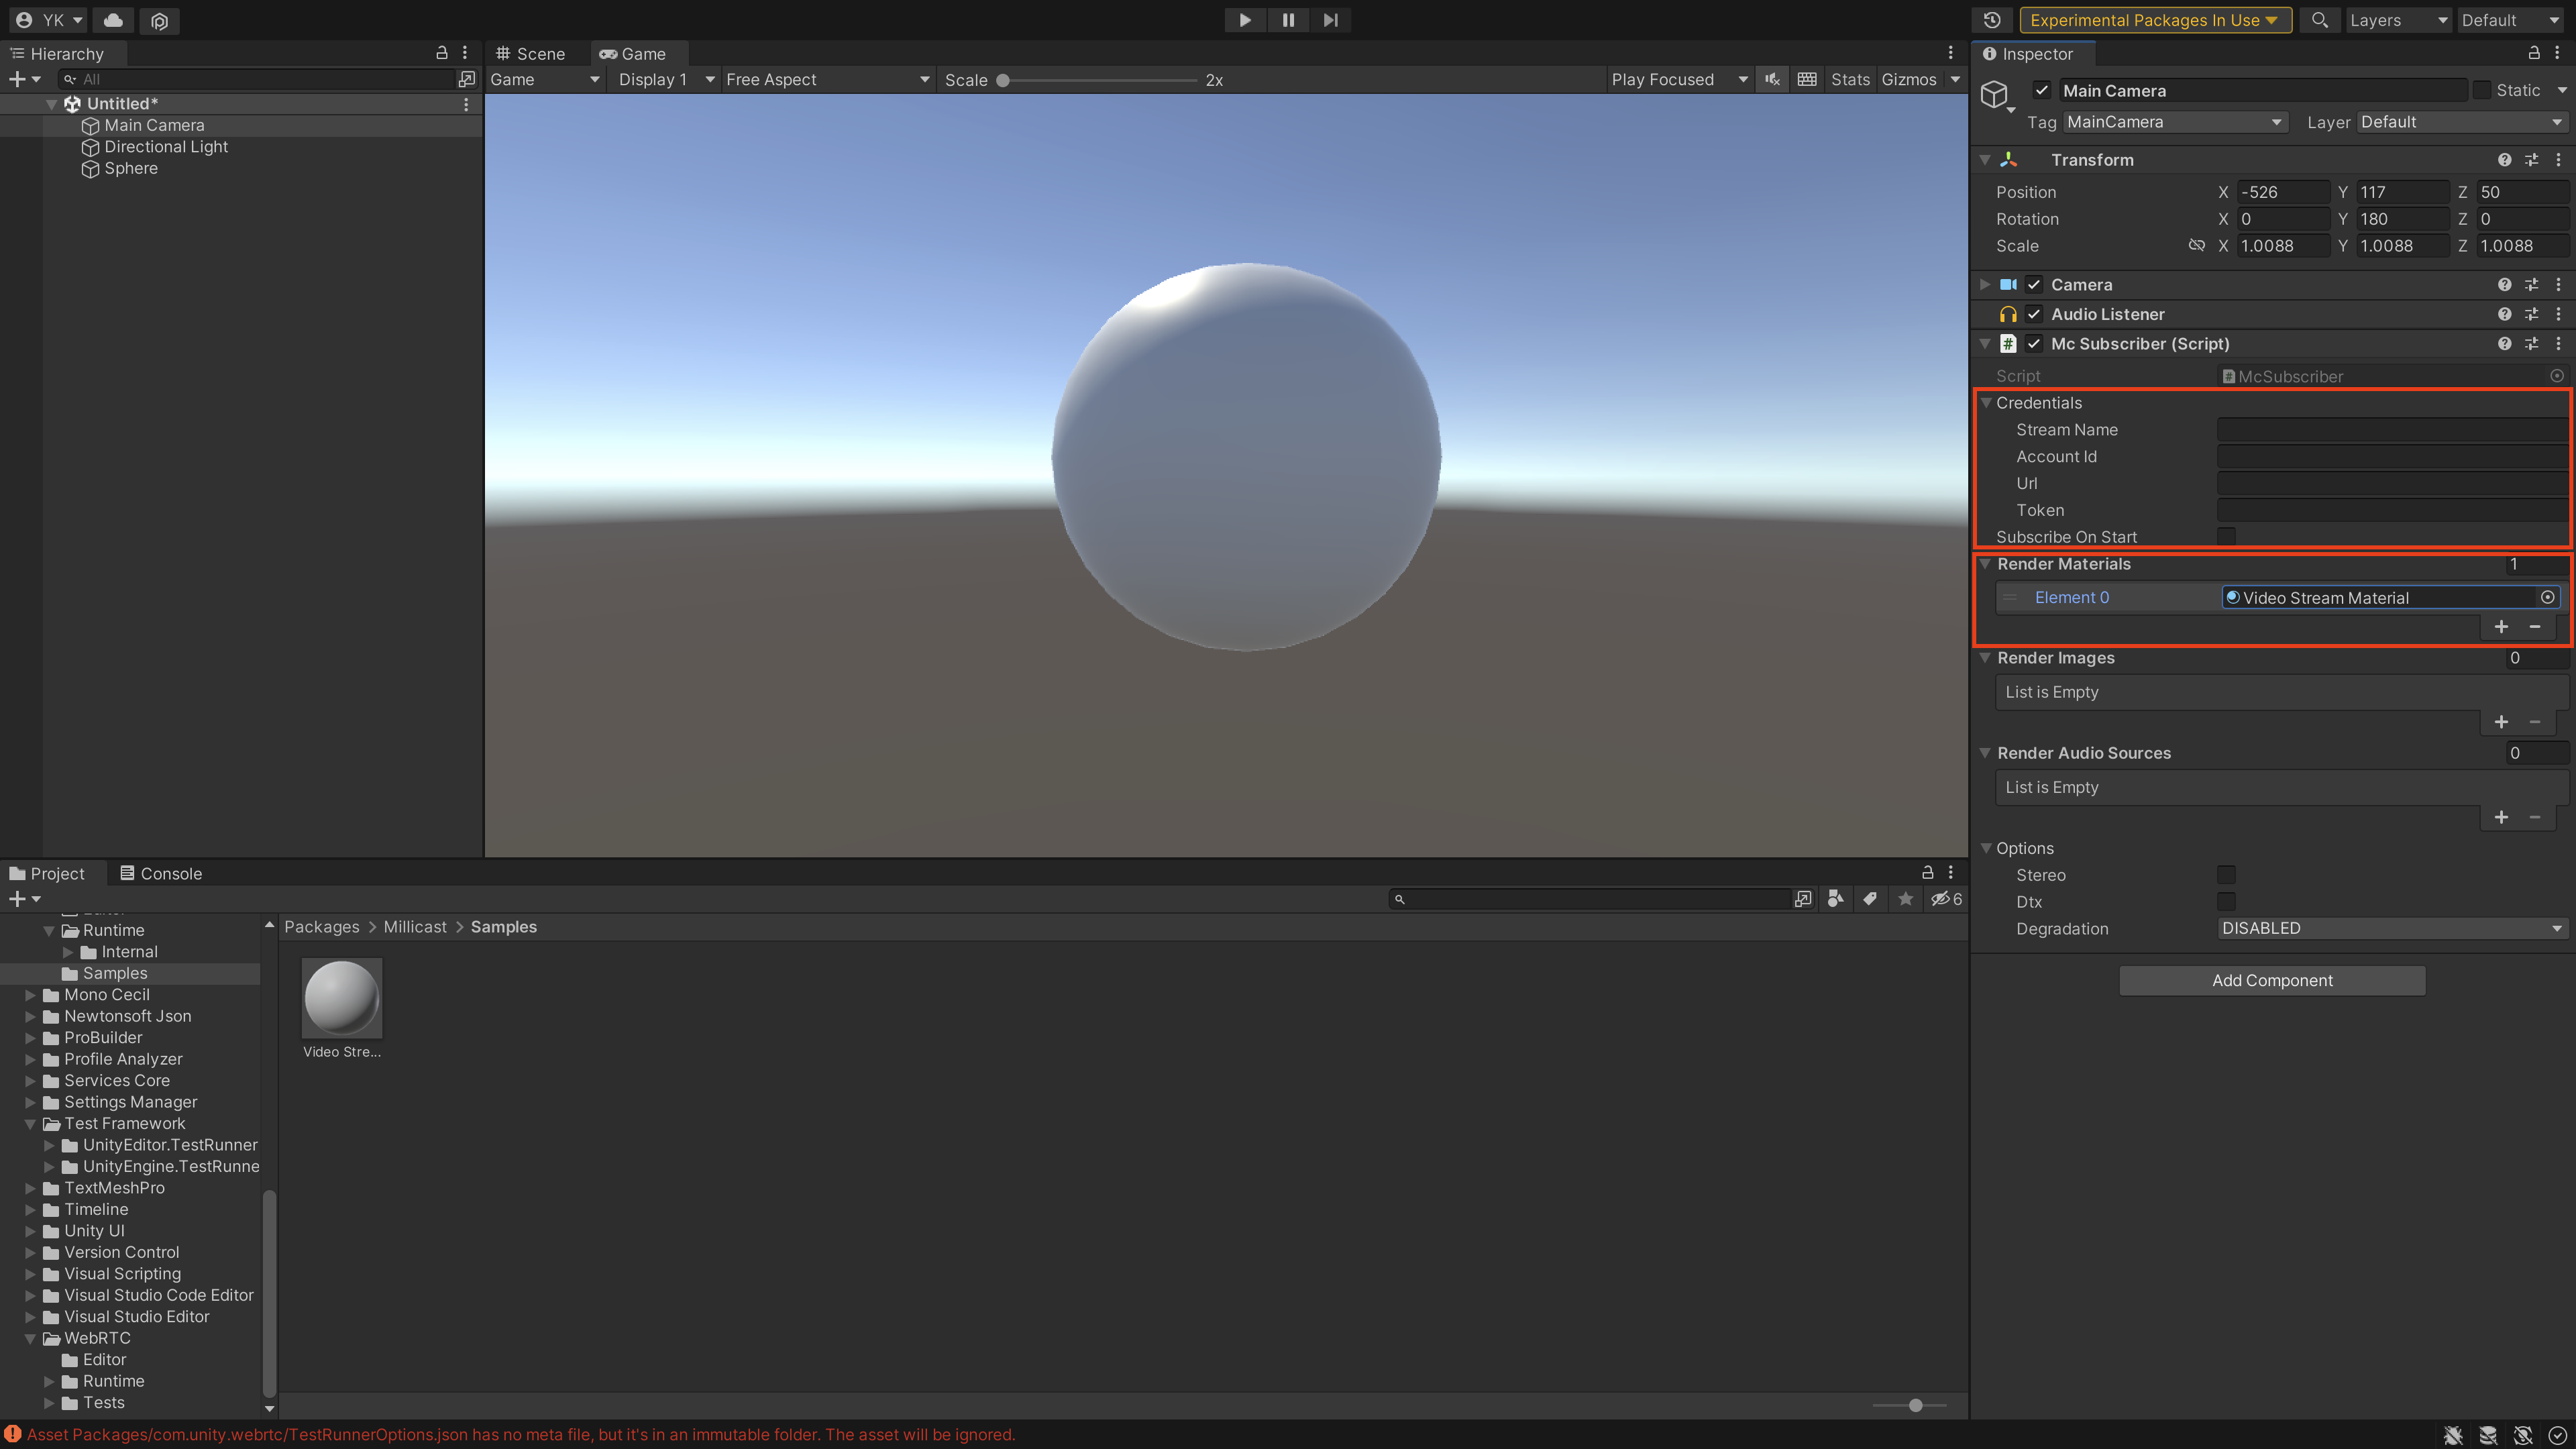 YK
Experimental Packages In Use
Layers
Default
Hierarchy
All
Untitled*
Main Camera
Directional Light
Sphere
Scene
Game
Game
Display 1
Free Aspect
Scale
2x
Play Focused
Stats
Gizmos
Inspector
Main Camera
Static
Tag
MainCamera
Layer
Default
Transform
Position
X -526
Y 117
Z 50
Rotation
X 0
Y 180
Z 0
Scale
X 1.0088
Y 1.0088
Z 1.0088
Camera
Audio Listener
Mc Subscriber (Script)
Script
McSubscriber
Credentials
Stream Name
Account Id
Url
Token
Subscribe On Start
Render Materials
1
Element 0
Video Stream Material
Render Images
0
List is Empty
Render Audio Sources
0
List is Empty
Options
Stereo
Dtx
Degradation
DISABLED
Add Component
Project
Console
6
Runtime
Internal
Samples
Mono Cecil
Newtonsoft Json
ProBuilder
Profile Analyzer
Services Core
Settings Manager
Test Framework
UnityEditor.TestRunner
UnityEngine.TestRunne
TextMeshPro
Timeline
Unity UI
Version Control
Visual Scripting
Visual Studio Code Editor
Visual Studio Editor
WebRTC
Editor
Runtime
Tests
Packages > Millicast > Samples
Video Stre...
Asset Packages/com.unity.webrtc/TestRunnerOptions.json has no meta file, but it's in an immutable folder. The asset will be ignored.